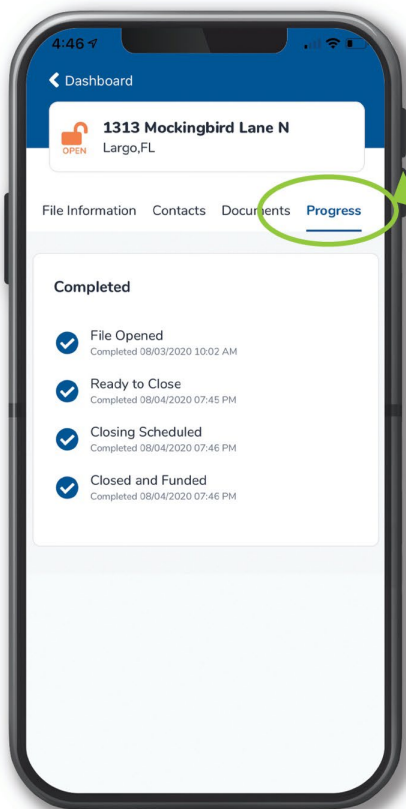 4:46
Dashboard
OPEN
1313 Mockingbird Lane N
Largo,FL
File Information Contacts Documents Progress
Completed
File Opened
Completed 08/03/2020 10:02 AM
Ready to Close
Completed 08/04/2020 07:45 PM
Closing Scheduled
Completed 08/04/2020 07:46 PM
Closed and Funded
Completed 08/04/2020 07:46 PM